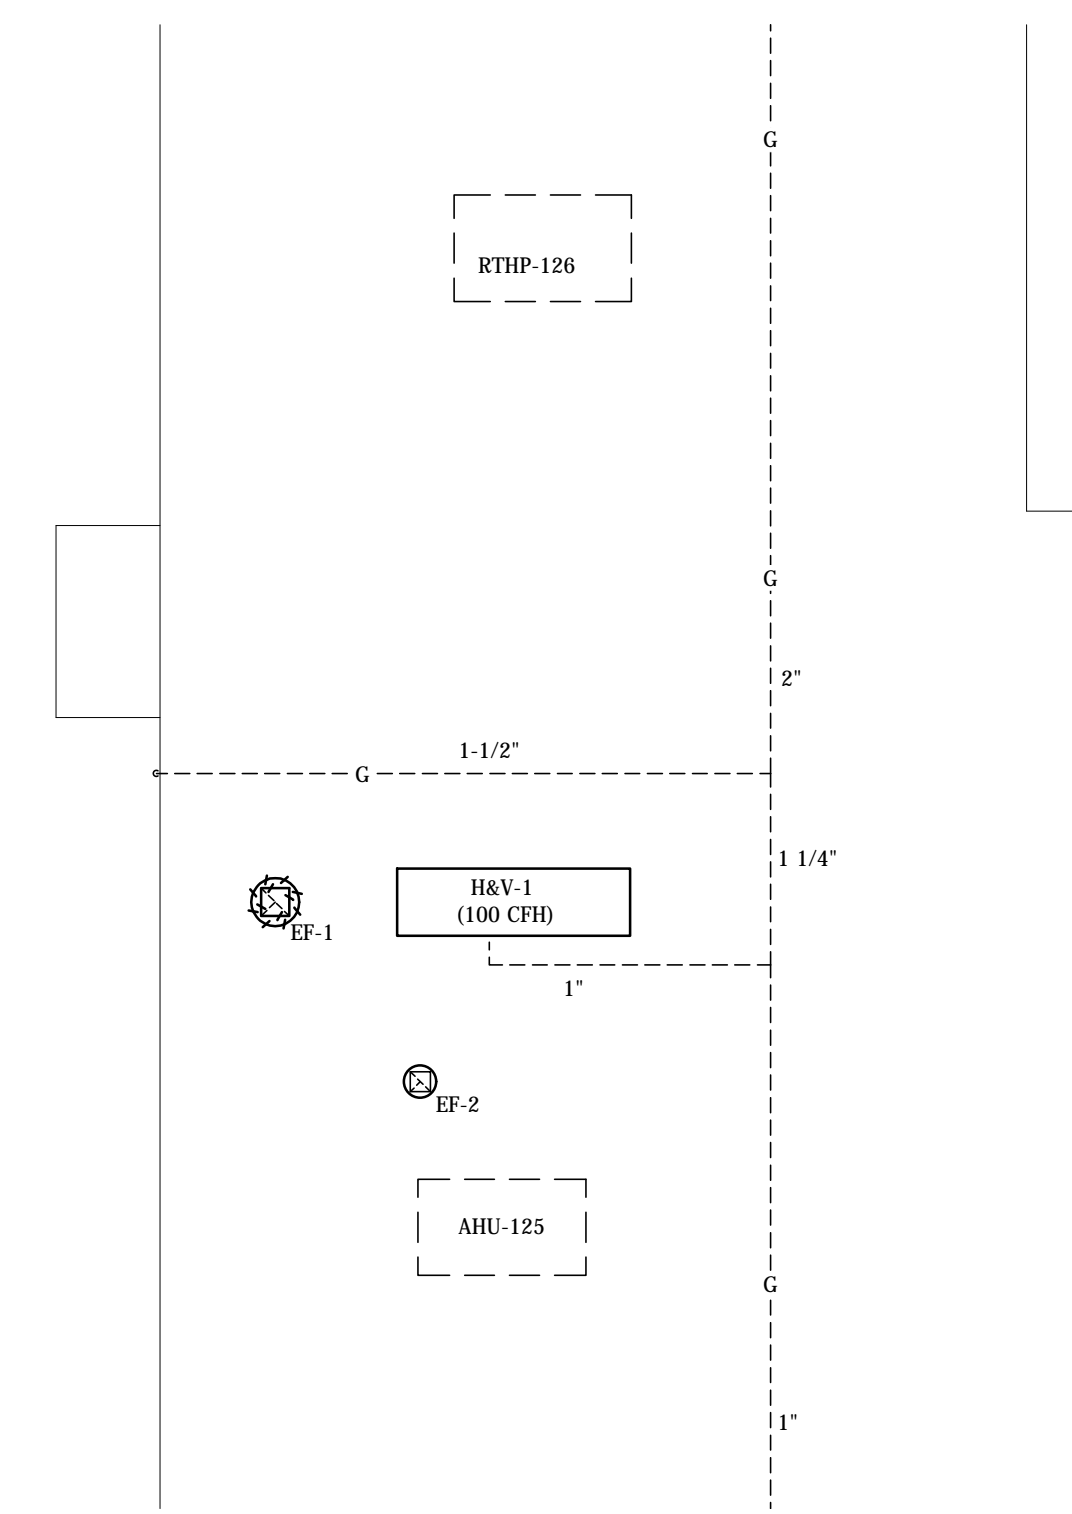 G
RTHP-126
G
2"
1-1/2"
G
1 1/4"
H&V-1
(100 CFH)
EF-1
1"
EF-2
AHU-125
G
1"